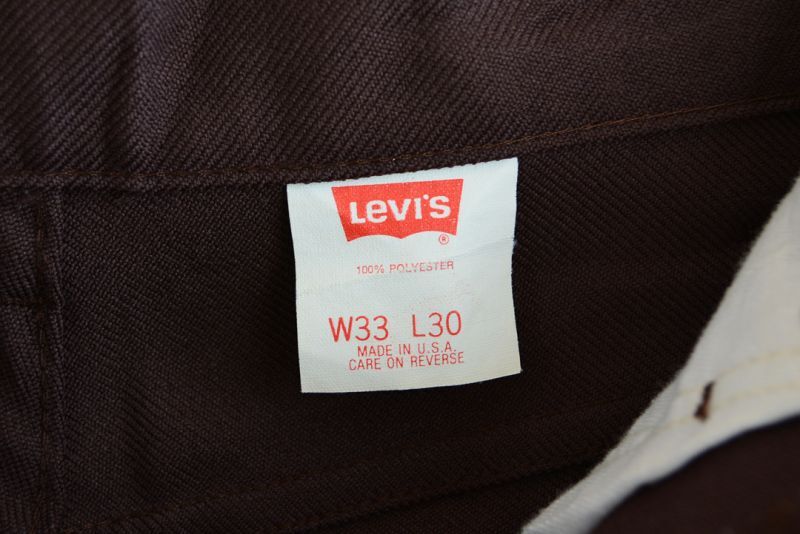 Levi's
®
100% POLYESTER
W33 L30
MADE IN U.S.A.
CARE ON REVERSE